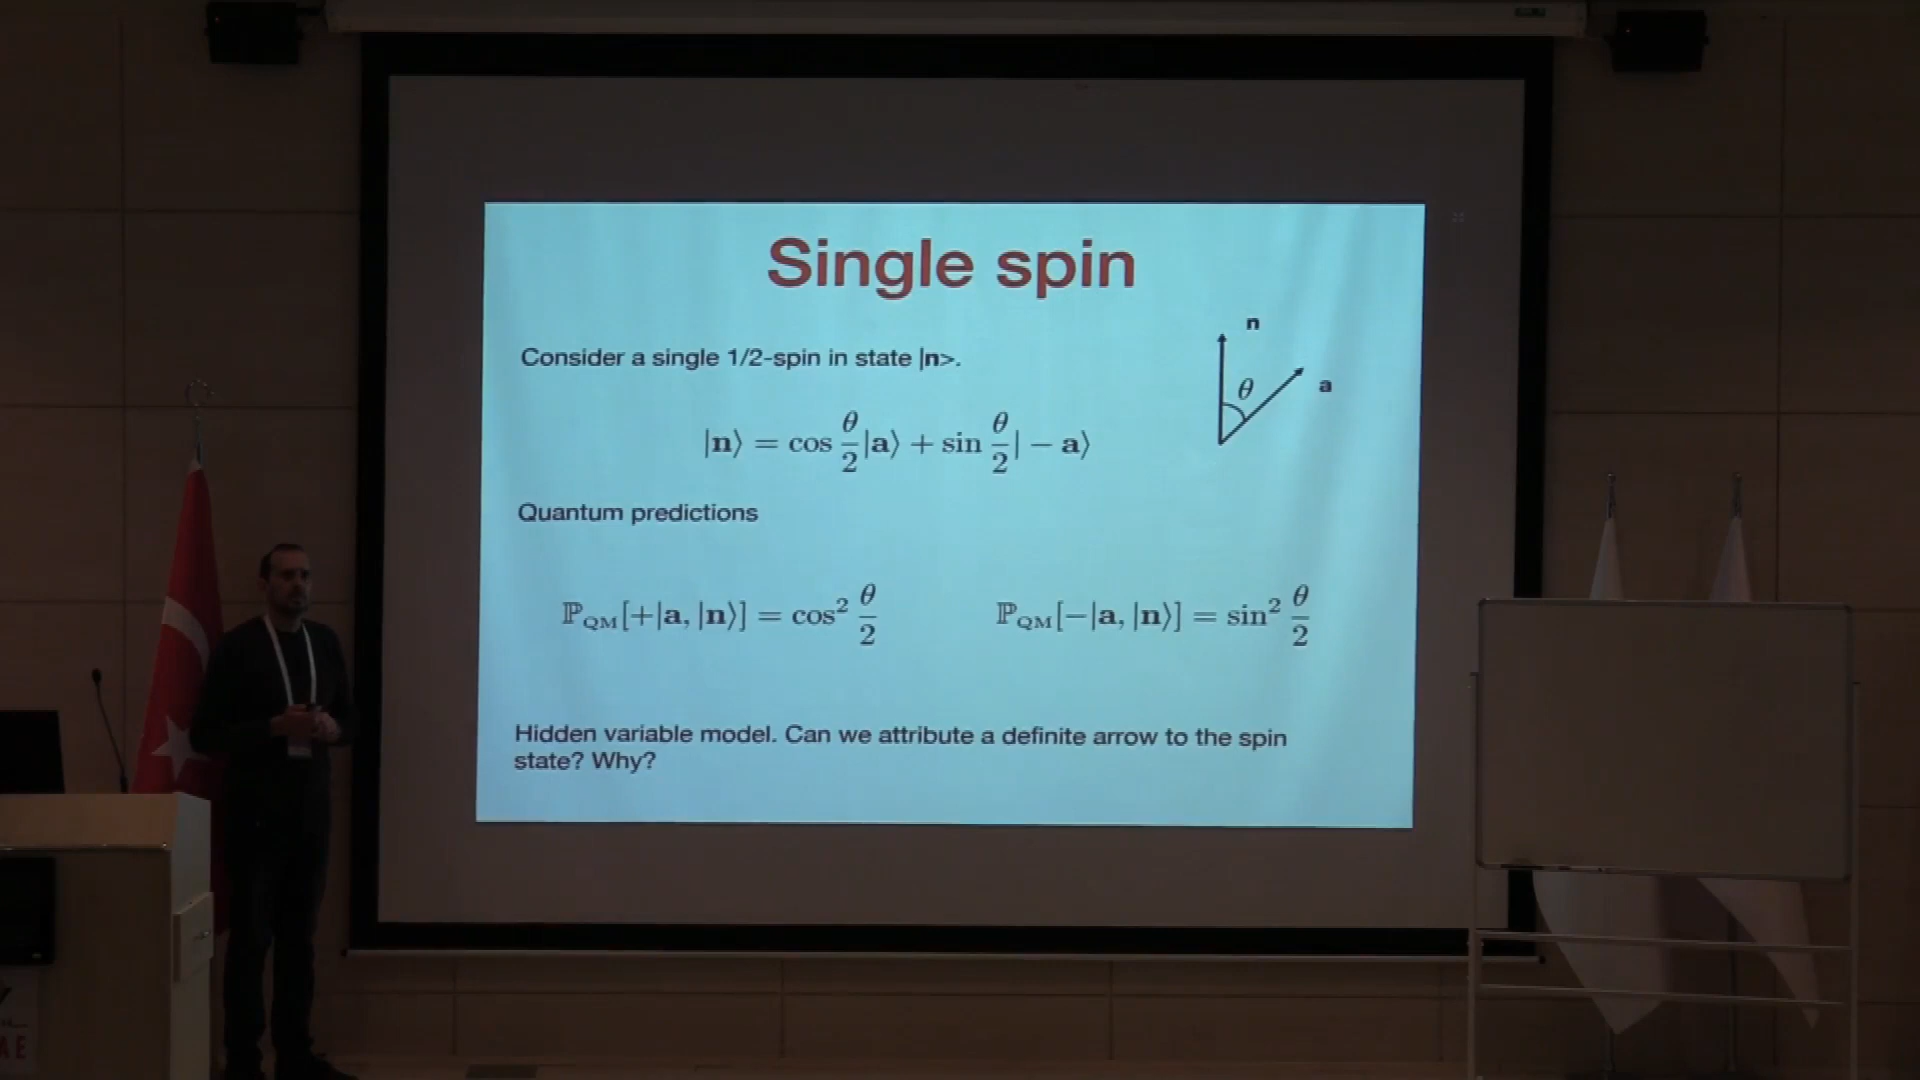 Single spin
n
Consider a single 1/2-spin in state |n>.
θ
a
|n⟩ = cos θ/2 |a⟩ + sin θ/2 | − a⟩
Quantum predictions
ℙ_QM[+|a, |n⟩] = cos² θ/2
ℙ_QM[−|a, |n⟩] = sin² θ/2
Hidden variable model. Can we attribute a definite arrow to the spin
state? Why?
AE